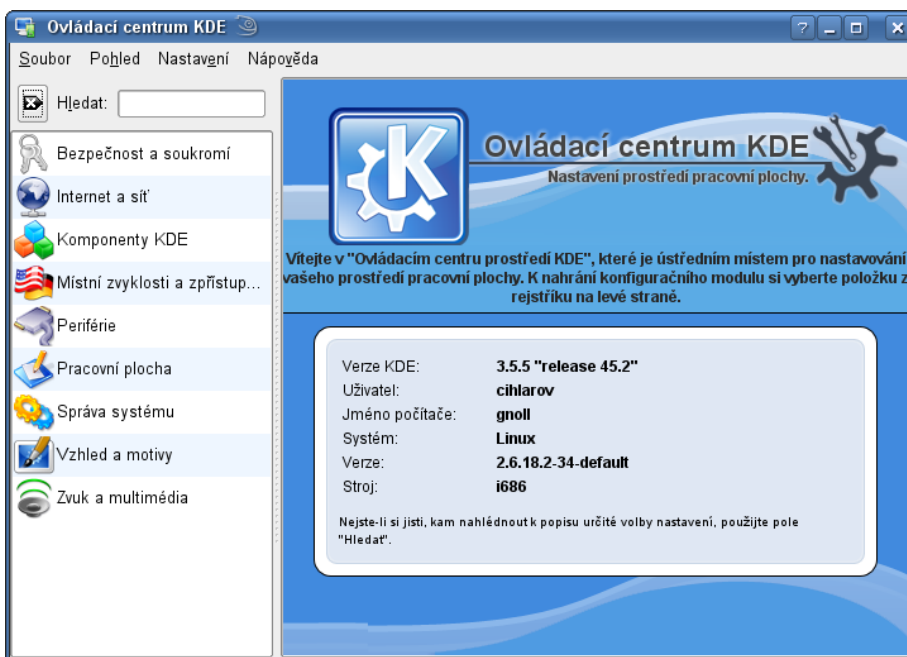 Ovládací centrum KDE
Soubor Pohled Nastavení Nápověda
Hledat:
Bezpečnost a soukromí
Internet a síť
Komponenty KDE
Místní zvyklosti a zpřístup...
Periférie
Pracovní plocha
Správa systému
Vzhled a motivy
Zvuk a multimédia
Ovládací centrum KDE
Nastavení prostředí pracovní plochy.
Vítejte v "Ovládacím centru prostředí KDE", které je ústředním místem pro nastavování
vašeho prostředí pracovní plochy. K nahrání konfiguračního modulu si vyberte položku z
rejstříku na levé straně.
Verze KDE: 3.5.5 "release 45.2"
Uživatel: cihlarov
Jméno počítače: gnoll
Systém: Linux
Verze: 2.6.18.2-34-default
Stroj: i686
Nejste-li si jisti, kam nahlédnout k popisu určité volby nastavení, použijte pole
"Hledat".